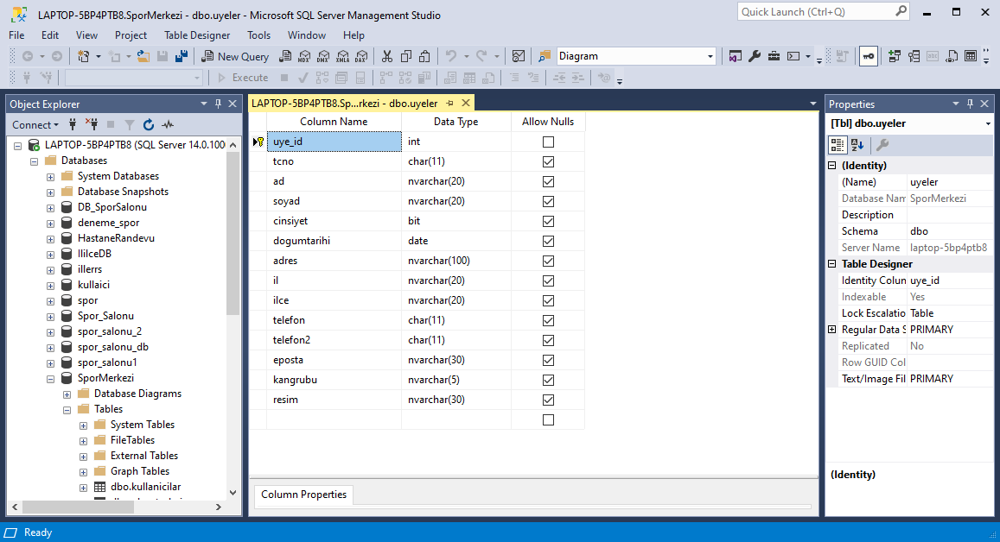 LAPTOP-5BP4PTB8.SporMerkezi - dbo.uyeler - Microsoft SQL Server Management Studio
Quick Launch (Ctrl+Q)
File Edit View Project Table Designer Tools Window Help
New Query MDX DMX XMLA DAX Diagram
Execute
Object Explorer
Connect
LAPTOP-5BP4PTB8 (SQL Server 14.0.100
Databases
System Databases
Database Snapshots
DB_SporSalonu
deneme_spor
HastaneRandevu
IlilceDB
illerrs
kullaici
spor
Spor_Salonu
spor_salonu_2
spor_salonu_db
spor_salonu1
SporMerkezi
Database Diagrams
Tables
System Tables
FileTables
External Tables
Graph Tables
dbo.kullanicilar
LAPTOP-5BP4PTB8.Sp...rkezi - dbo.uyeler
Column Name Data Type Allow Nulls
uye_id int
tcno char(11)
ad nvarchar(20)
soyad nvarchar(20)
cinsiyet bit
dogumtarihi date
adres nvarchar(100)
il nvarchar(20)
ilce nvarchar(20)
telefon char(11)
telefon2 char(11)
eposta nvarchar(30)
kangrubu nvarchar(5)
resim nvarchar(30)
Column Properties
Properties
[Tbl] dbo.uyeler
(Identity)
(Name) uyeler
Database Nam SporMerkezi
Description
Schema dbo
Server Name laptop-5bp4ptb8
Table Designer
Identity Colun uye_id
Indexable Yes
Lock Escalatio Table
Regular Data S PRIMARY
Replicated No
Row GUID Col
Text/Image Fil PRIMARY
(Identity)
Ready